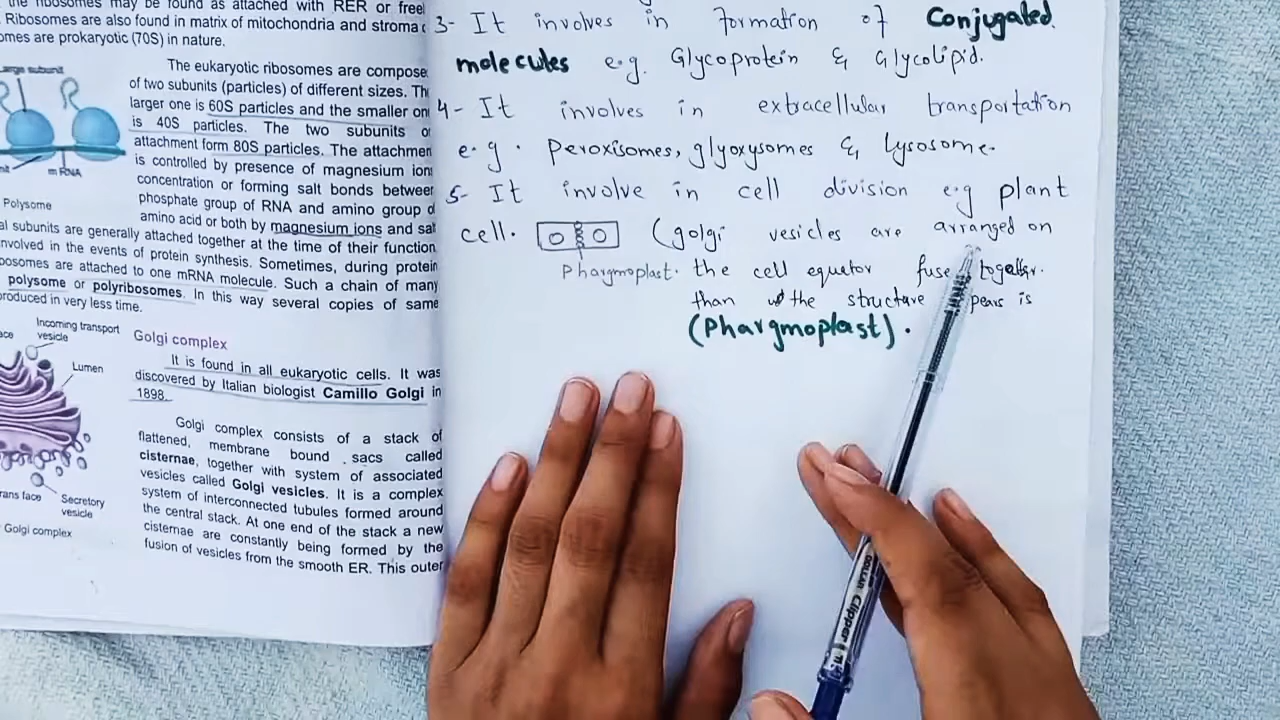 the ribosomes may be found as attached with RER or free
Ribosomes are also found in matrix of mitochondria and stroma
omes are prokaryotic (70S) in nature.
Large subunit
mRNA
Polysome
The eukaryotic ribosomes are compose
of two subunits (particles) of different sizes. Th
larger one is 60S particles and the smaller on
is 40S particles. The two subunits o
attachment form 80S particles. The attachmen
is controlled by presence of magnesium ion
concentration or forming salt bonds between
phosphate group of RNA and amino group o
amino acid or both by magnesium ions and sal
al subunits are generally attached together at the time of their function
nvolved in the events of protein synthesis. Sometimes, during protein
bosomes are attached to one mRNA molecule. Such a chain of many
polysome or polyribosomes. In this way several copies of same
produced in very less time.
Incoming transport
vesicle
Lumen
rans face
Secretory
vesicle
Golgi complex
Golgi complex
It is found in all eukaryotic cells. It was
discovered by Italian biologist Camillo Golgi in
1898.
Golgi complex consists of a stack of
flattened, membrane bound sacs called
cisternae, together with system of associated
vesicles called Golgi vesicles. It is a complex
system of interconnected tubules formed around
the central stack. At one end of the stack a new
cisternae are constantly being formed by the
fusion of vesicles from the smooth ER. This outer
3- It involves in formation of Conjugated
molecules e.g. Glycoprotein & Glycolipid.
4- It involves in extracellular transportation
e.g. Peroxisomes, glyoxysomes & lysosome.
5- It involve in cell division e.g plant
cell. (golgi vesicles are arranged on
Phargmoplast. the cell equator fuse together.
than the structure pears is
(Phargmoplast).
DOLLAR Clipper